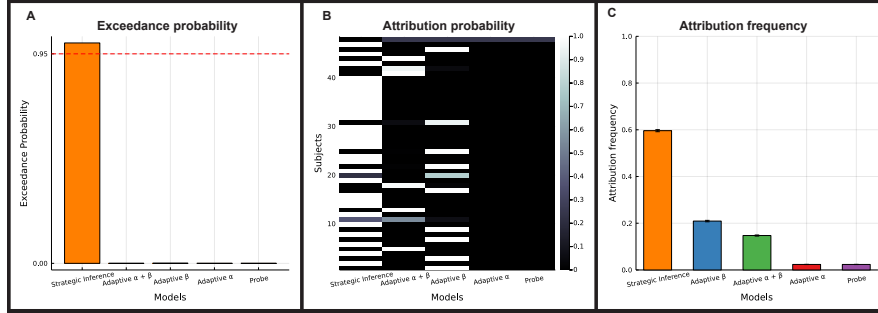 A
Exceedance probability
0.95
0.00
Exceedance Probability
Strategic Inference
Adaptive α + β
Adaptive β
Adaptive α
Probe
Models
B
Attribution probability
40
30
20
10
Subjects
Strategic Inference
Adaptive α + β
Adaptive β
Adaptive α
Probe
Models
1.0
0.9
0.8
0.7
0.6
0.5
0.4
0.3
0.2
0.1
0
C
Attribution frequency
1.0
0.8
0.6
0.4
0.2
0.0
Attribution frequency
Strategic Inference
Adaptive β
Adaptive α + β
Adaptive α
Probe
Models